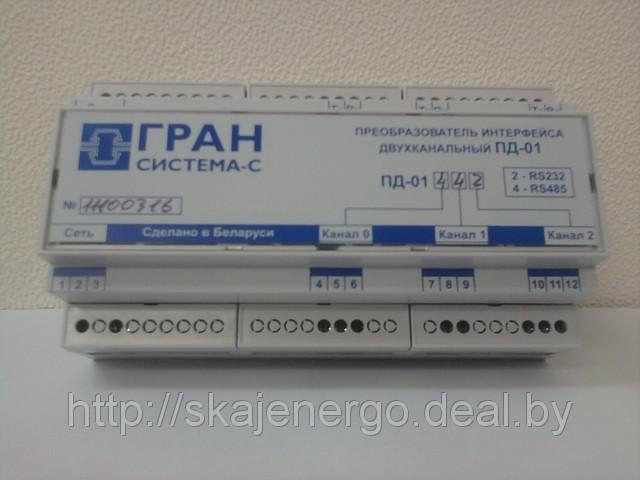 ГРАН
СИСТЕМА-С
ПРЕОБРАЗОВАТЕЛЬ ИНТЕРФЕЙСА
ДВУХКАНАЛЬНЫЙ ПД-01
ПД-01 4 4 2
2 - RS232
4 - RS485
№ 11100316
Сеть Сделано в Беларуси Канал 0 Канал 1 Канал 2
1 2 3 4 5 6 7 8 9 10 11 12
http://skajenergo.deal.by